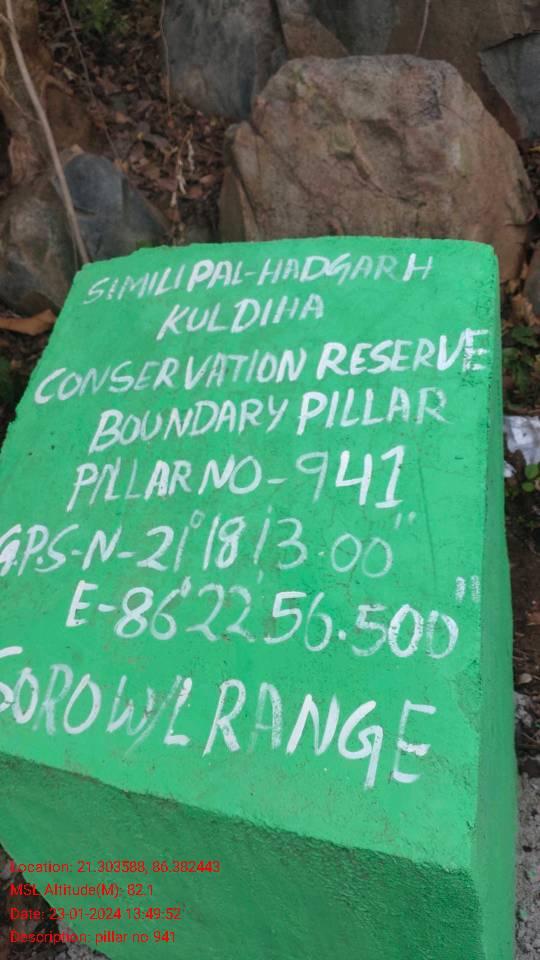 SIMILIPAL-HADGARH
KULDIHA
CONSERVATION RESERVE
BOUNDARY PILLAR
PILLAR NO-941
G.P.S-N-21°18'13.00"
E-86°22'56.500"
SOROWL RANGE
Location: 21.303588, 86.382443
MSL Altitude(M): 82.1
Date: 23-01-2024 13:49:52
Description: pillar no 941